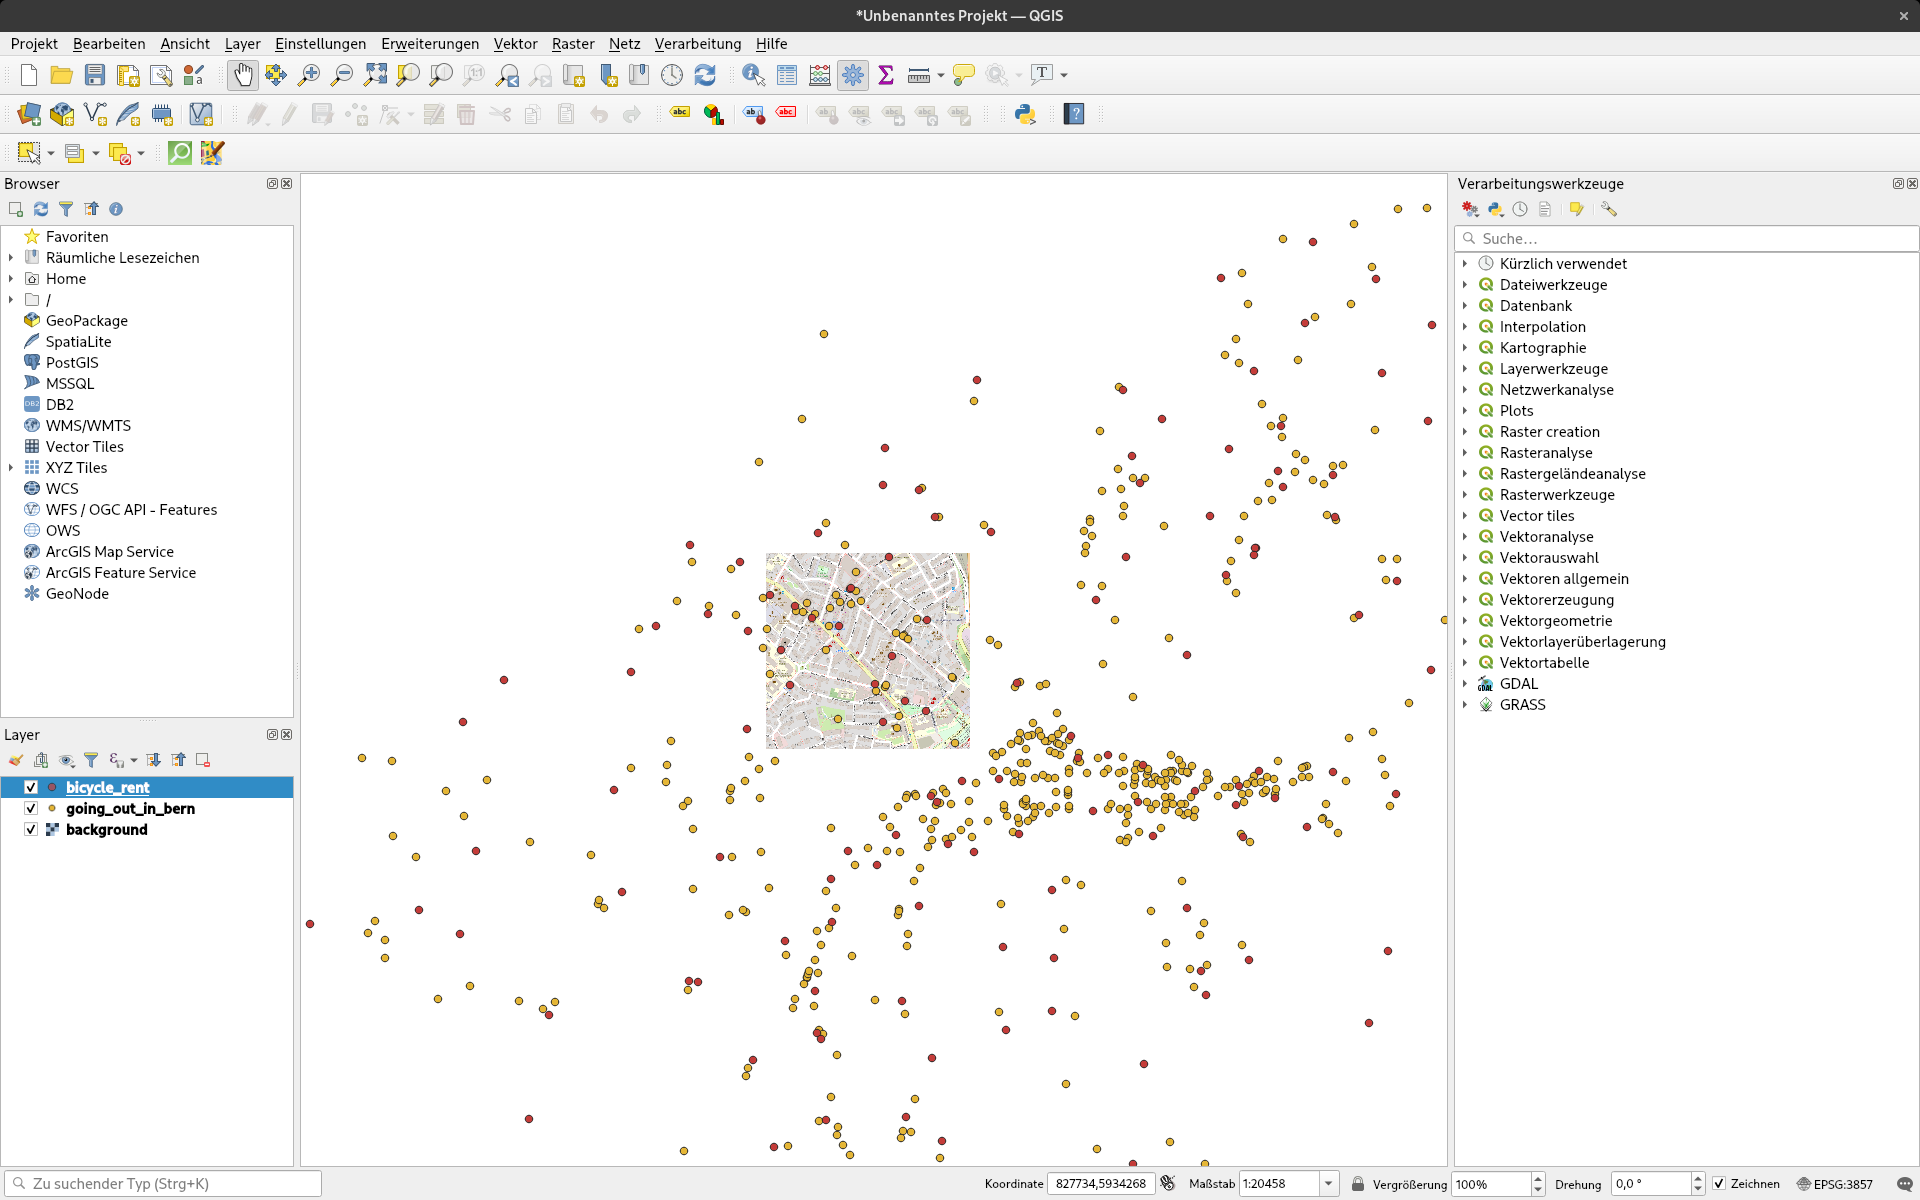 *Unbenanntes Projekt — QGIS
Projekt Bearbeiten Ansicht Layer Einstellungen Erweiterungen Vektor Raster Netz Verarbeitung Hilfe
Browser
Favoriten
Räumliche Lesezeichen
Home
/
GeoPackage
SpatiaLite
PostGIS
MSSQL
DB2
WMS/WMTS
Vector Tiles
XYZ Tiles
WCS
WFS / OGC API - Features
OWS
ArcGIS Map Service
ArcGIS Feature Service
GeoNode
Layer
bicycle_rent
going_out_in_bern
background
Verarbeitungswerkzeuge
Suche…
Kürzlich verwendet
Dateiwerkzeuge
Datenbank
Interpolation
Kartographie
Layerwerkzeuge
Netzwerkanalyse
Plots
Raster creation
Rasteranalyse
Rastergeländeanalyse
Rasterwerkzeuge
Vector tiles
Vektoranalyse
Vektorauswahl
Vektoren allgemein
Vektorerzeugung
Vektorgeometrie
Vektorlayerüberlagerung
Vektortabelle
GDAL
GRASS
Zu suchender Typ (Strg+K)
Koordinate 827734,5934268 Maßstab 1:20458 Vergrößerung 100% Drehung 0,0 ° Zeichnen EPSG:3857